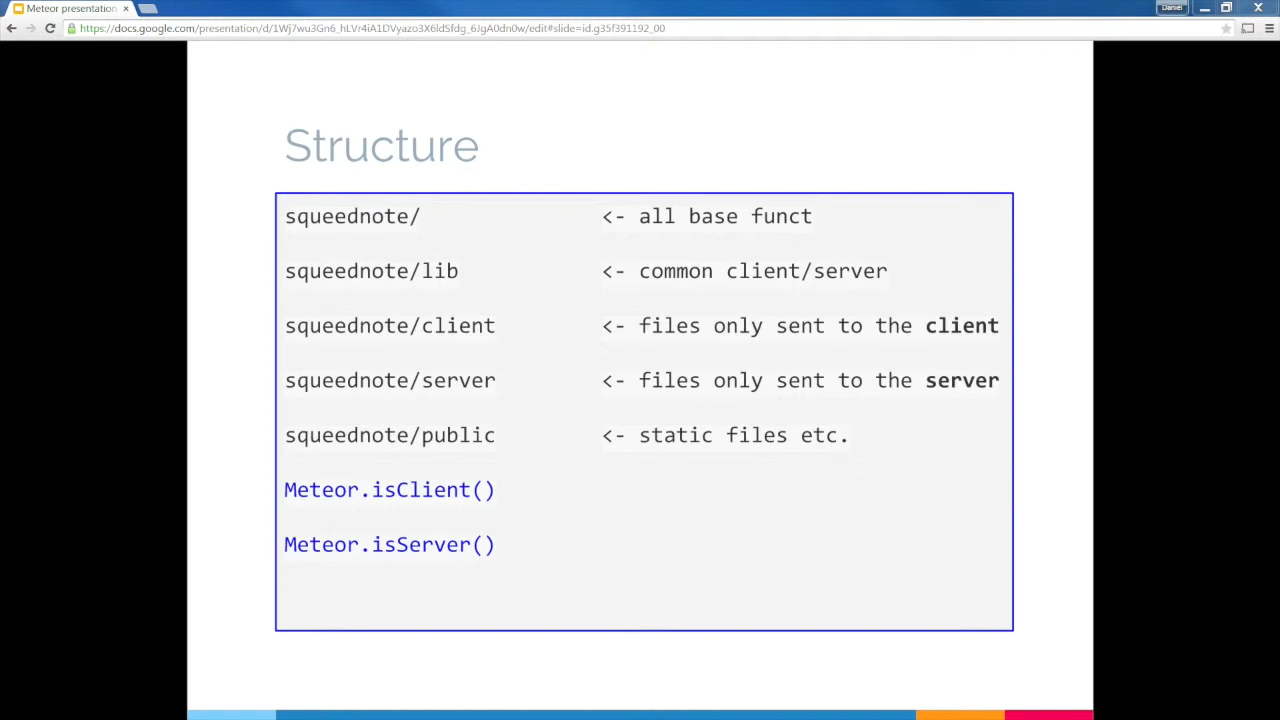 Meteor presentation
Daniel
https://docs.google.com/presentation/d/1Wj7wu3Gn6_hLVr4iA1DVyazo3X6ldSfdg_6JgA0dn0w/edit#slide=id.g35f391192_00
Structure
squeednote/ <- all base funct
squeednote/lib <- common client/server
squeednote/client <- files only sent to the client
squeednote/server <- files only sent to the server
squeednote/public <- static files etc.
Meteor.isClient()
Meteor.isServer()